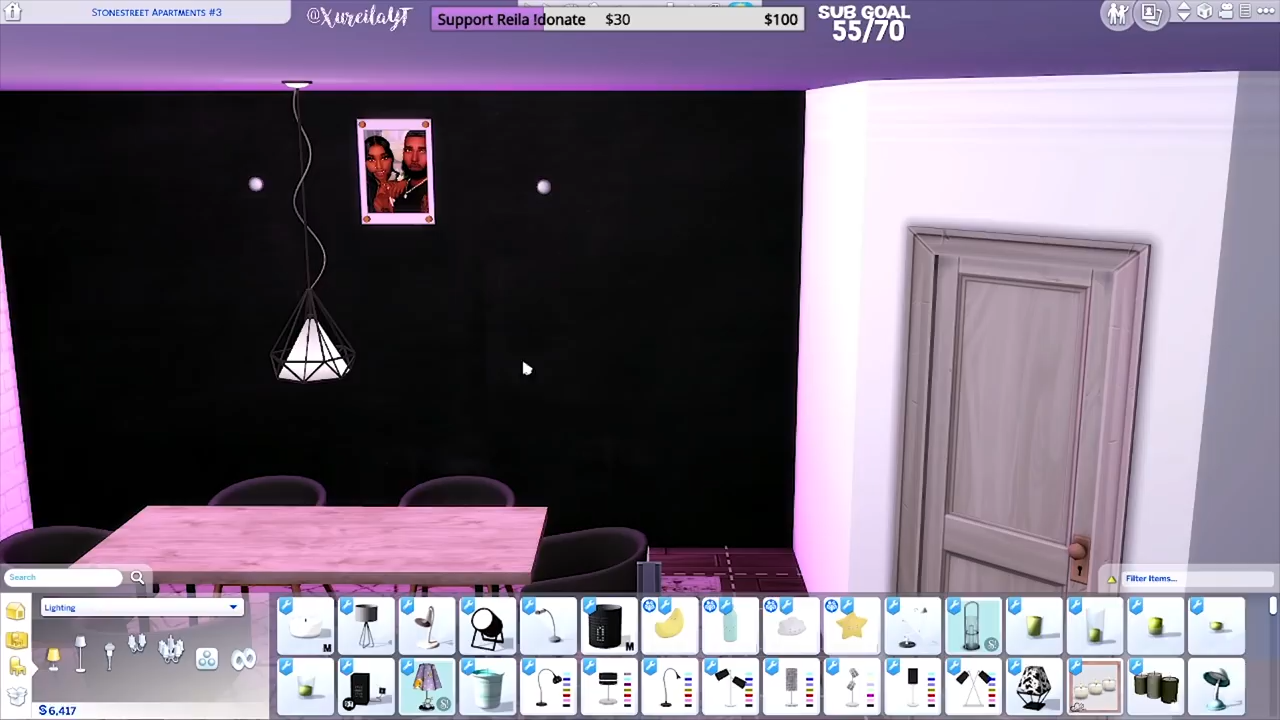 STONESTREET APARTMENTS #3
@XureilaYT
Support Reila !donate $30 $100
SUB GOAL
55/70
Search
Filter Items...
Lighting
M
M
§6,417